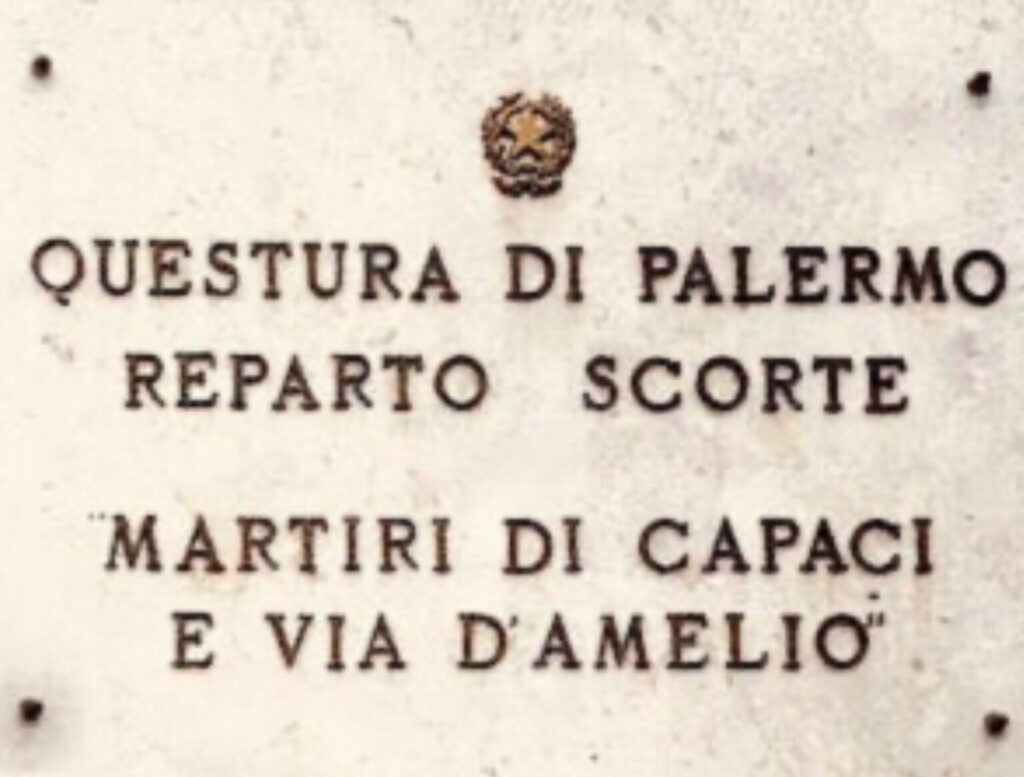 QUESTURA DI PALERMO
REPARTO SCORTE
"MARTIRI DI CAPACI
E VIA D'AMELIO"